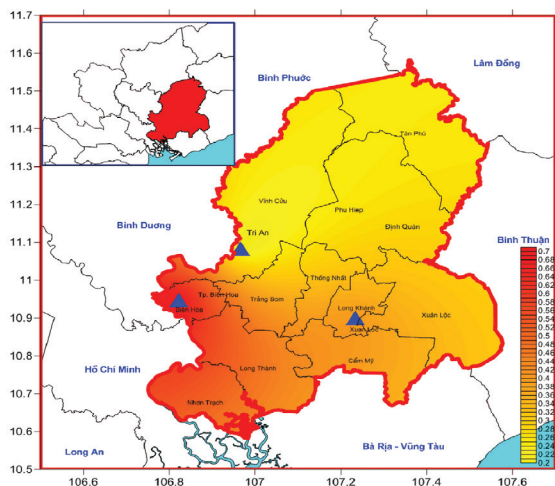 11.7
11.6
11.5
11.4
11.3
11.2
11.1
11
10.9
10.8
10.7
10.6
10.5
Lâm Đồng
Bình Phước
Tân Phú
Vĩnh Cửu
Phu Hiep
Định Quán
Bình Dương
Tri An
Bình Thuận
Thống Nhất
Tp. Biên Hoa
Trảng Bom
Biên Hòa
Long Khánh
Xuan Loc
Xuân Lộc
Cẩm Mỹ
Hồ Chí Minh
Long Thành
Nhơn Trạch
Long An
Bà Rịa - Vũng Tàu
0.7
0.68
0.66
0.64
0.62
0.6
0.58
0.56
0.54
0.52
0.5
0.48
0.46
0.44
0.42
0.4
0.38
0.36
0.34
0.32
0.3
0.28
0.26
0.24
0.22
0.2
106.6
106.8
107
107.2
107.4
107.6